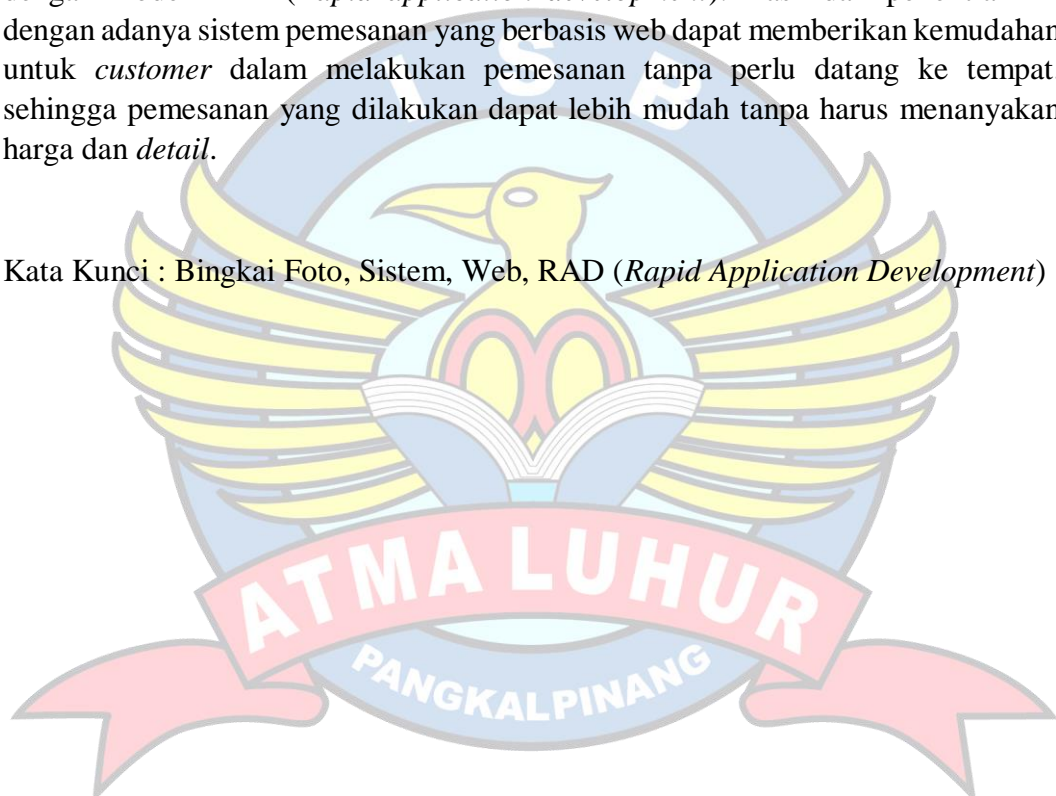 dengan adanya sistem pemesanan yang berbasis web dapat memberikan kemudahan
untuk customer dalam melakukan pemesanan tanpa perlu datang ke tempat,
sehingga pemesanan yang dilakukan dapat lebih mudah tanpa harus menanyakan
harga dan detail.
Kata Kunci : Bingkai Foto, Sistem, Web, RAD (Rapid Application Development)
I S B
ATMA LUHUR
PANGKALPINANG